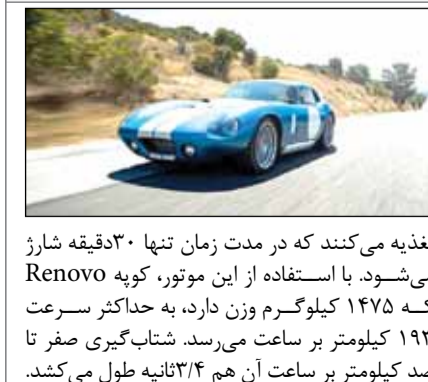 تغذیه می‌کنند که در مدت زمان تنها ۳۰دقیقه شارژ
می‌شود. با استفاده از این موتور، کوپه Renovo
که ۱۴۷۵ کیلوگرم وزن دارد، به حداکثر سرعت
کیلومتر بر ساعت می‌رسد. شتاب‌گیری صفر تا
صد کیلومتر بر ساعت آن هم ۳/۴ثانیه طول می‌کشد.